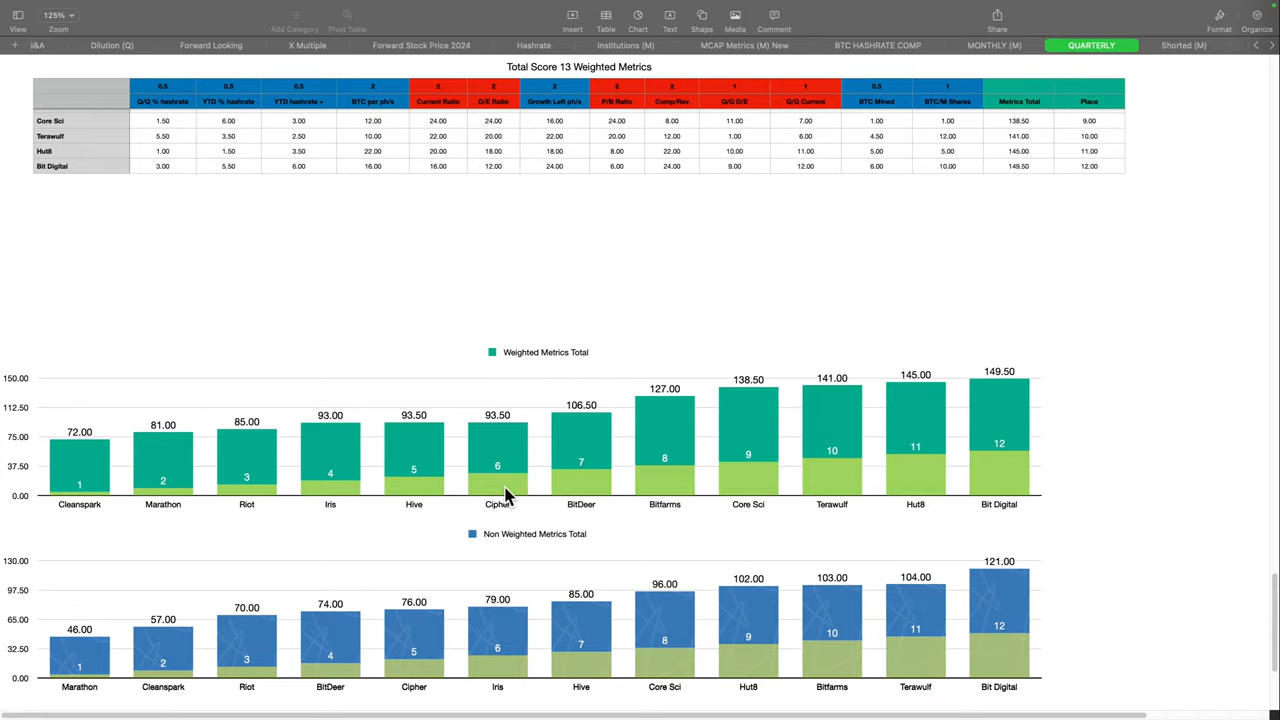 125%
View
Zoom
Add Category
Pivot Table
Insert
Table
Chart
Text
Shape
Media
Comment
Share
Format
Organize
S&A
Dilution (Q)
Forward Looking
X Multiple
Forward Stock Price 2024
Hashrate
Institutions (M)
MCAP Metrics (M) New
BTC HASHRATE COMP
MONTHLY (M)
QUARTERLY
Shorted (M)
Total Score 13 Weighted Metrics
0.5 0.5 0.5 2 2 2 2 2 2 1 1 0.5 1
Q/Q % hashrate YTD % hashrate YTD hashrate + BTC per ph/s Current Ratio D/E Ratio Growth Left ph/s P/B Ratio Comp/Rev Q/Q D/E Q/Q Current BTC Mined BTC/M Shares Metrics Total Place
Core Sci 1.50 6.00 3.00 12.00 24.00 24.00 16.00 24.00 8.00 11.00 7.00 1.00 1.00 138.50 9.00
Terawulf 5.50 3.50 2.50 10.00 22.00 20.00 22.00 20.00 12.00 1.00 6.00 4.50 12.00 141.00 10.00
Hut8 1.00 1.50 3.50 22.00 20.00 18.00 18.00 8.00 22.00 10.00 11.00 5.00 5.00 145.00 11.00
Bit Digital 3.00 5.50 6.00 16.00 16.00 12.00 24.00 6.00 24.00 9.00 12.00 6.00 10.00 149.50 12.00
Weighted Metrics Total
150.00
112.50
75.00
37.50
0.00
72.00 81.00 85.00 93.00 93.50 93.50 106.50 127.00 138.50 141.00 145.00 149.50
1 2 3 4 5 6 7 8 9 10 11 12
Cleanspark Marathon Riot Iris Hive Cipher BitDeer Bitfarms Core Sci Terawulf Hut8 Bit Digital
Non Weighted Metrics Total
130.00
97.50
65.00
32.50
0.00
46.00 57.00 70.00 74.00 76.00 79.00 85.00 96.00 102.00 103.00 104.00 121.00
1 2 3 4 5 6 7 8 9 10 11 12
Marathon Cleanspark Riot BitDeer Cipher Iris Hive Core Sci Hut8 Bitfarms Terawulf Bit Digital